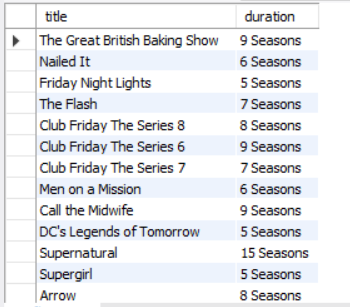 title duration
The Great British Baking Show 9 Seasons
Nailed It 6 Seasons
Friday Night Lights 5 Seasons
The Flash 7 Seasons
Club Friday The Series 8 8 Seasons
Club Friday The Series 6 9 Seasons
Club Friday The Series 7 7 Seasons
Men on a Mission 6 Seasons
Call the Midwife 9 Seasons
DC's Legends of Tomorrow 5 Seasons
Supernatural 15 Seasons
Supergirl 5 Seasons
Arrow 8 Seasons